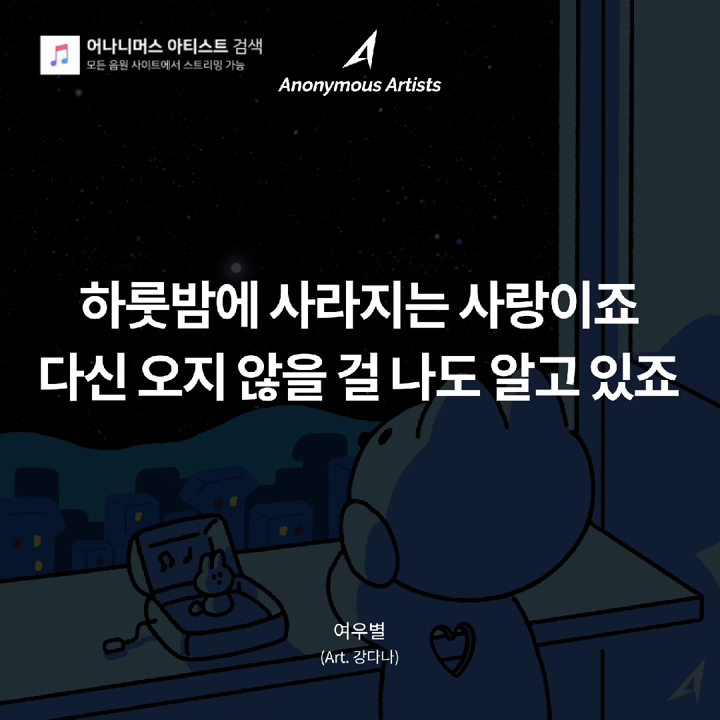 어나니머스 아티스트 검색
모든 음원 사이트에서 스트리밍 가능
Anonymous Artists
하룻밤에 사라지는 사랑이죠
다신 오지 않을 걸 나도 알고 있죠
여우별
(Art. 강다나)